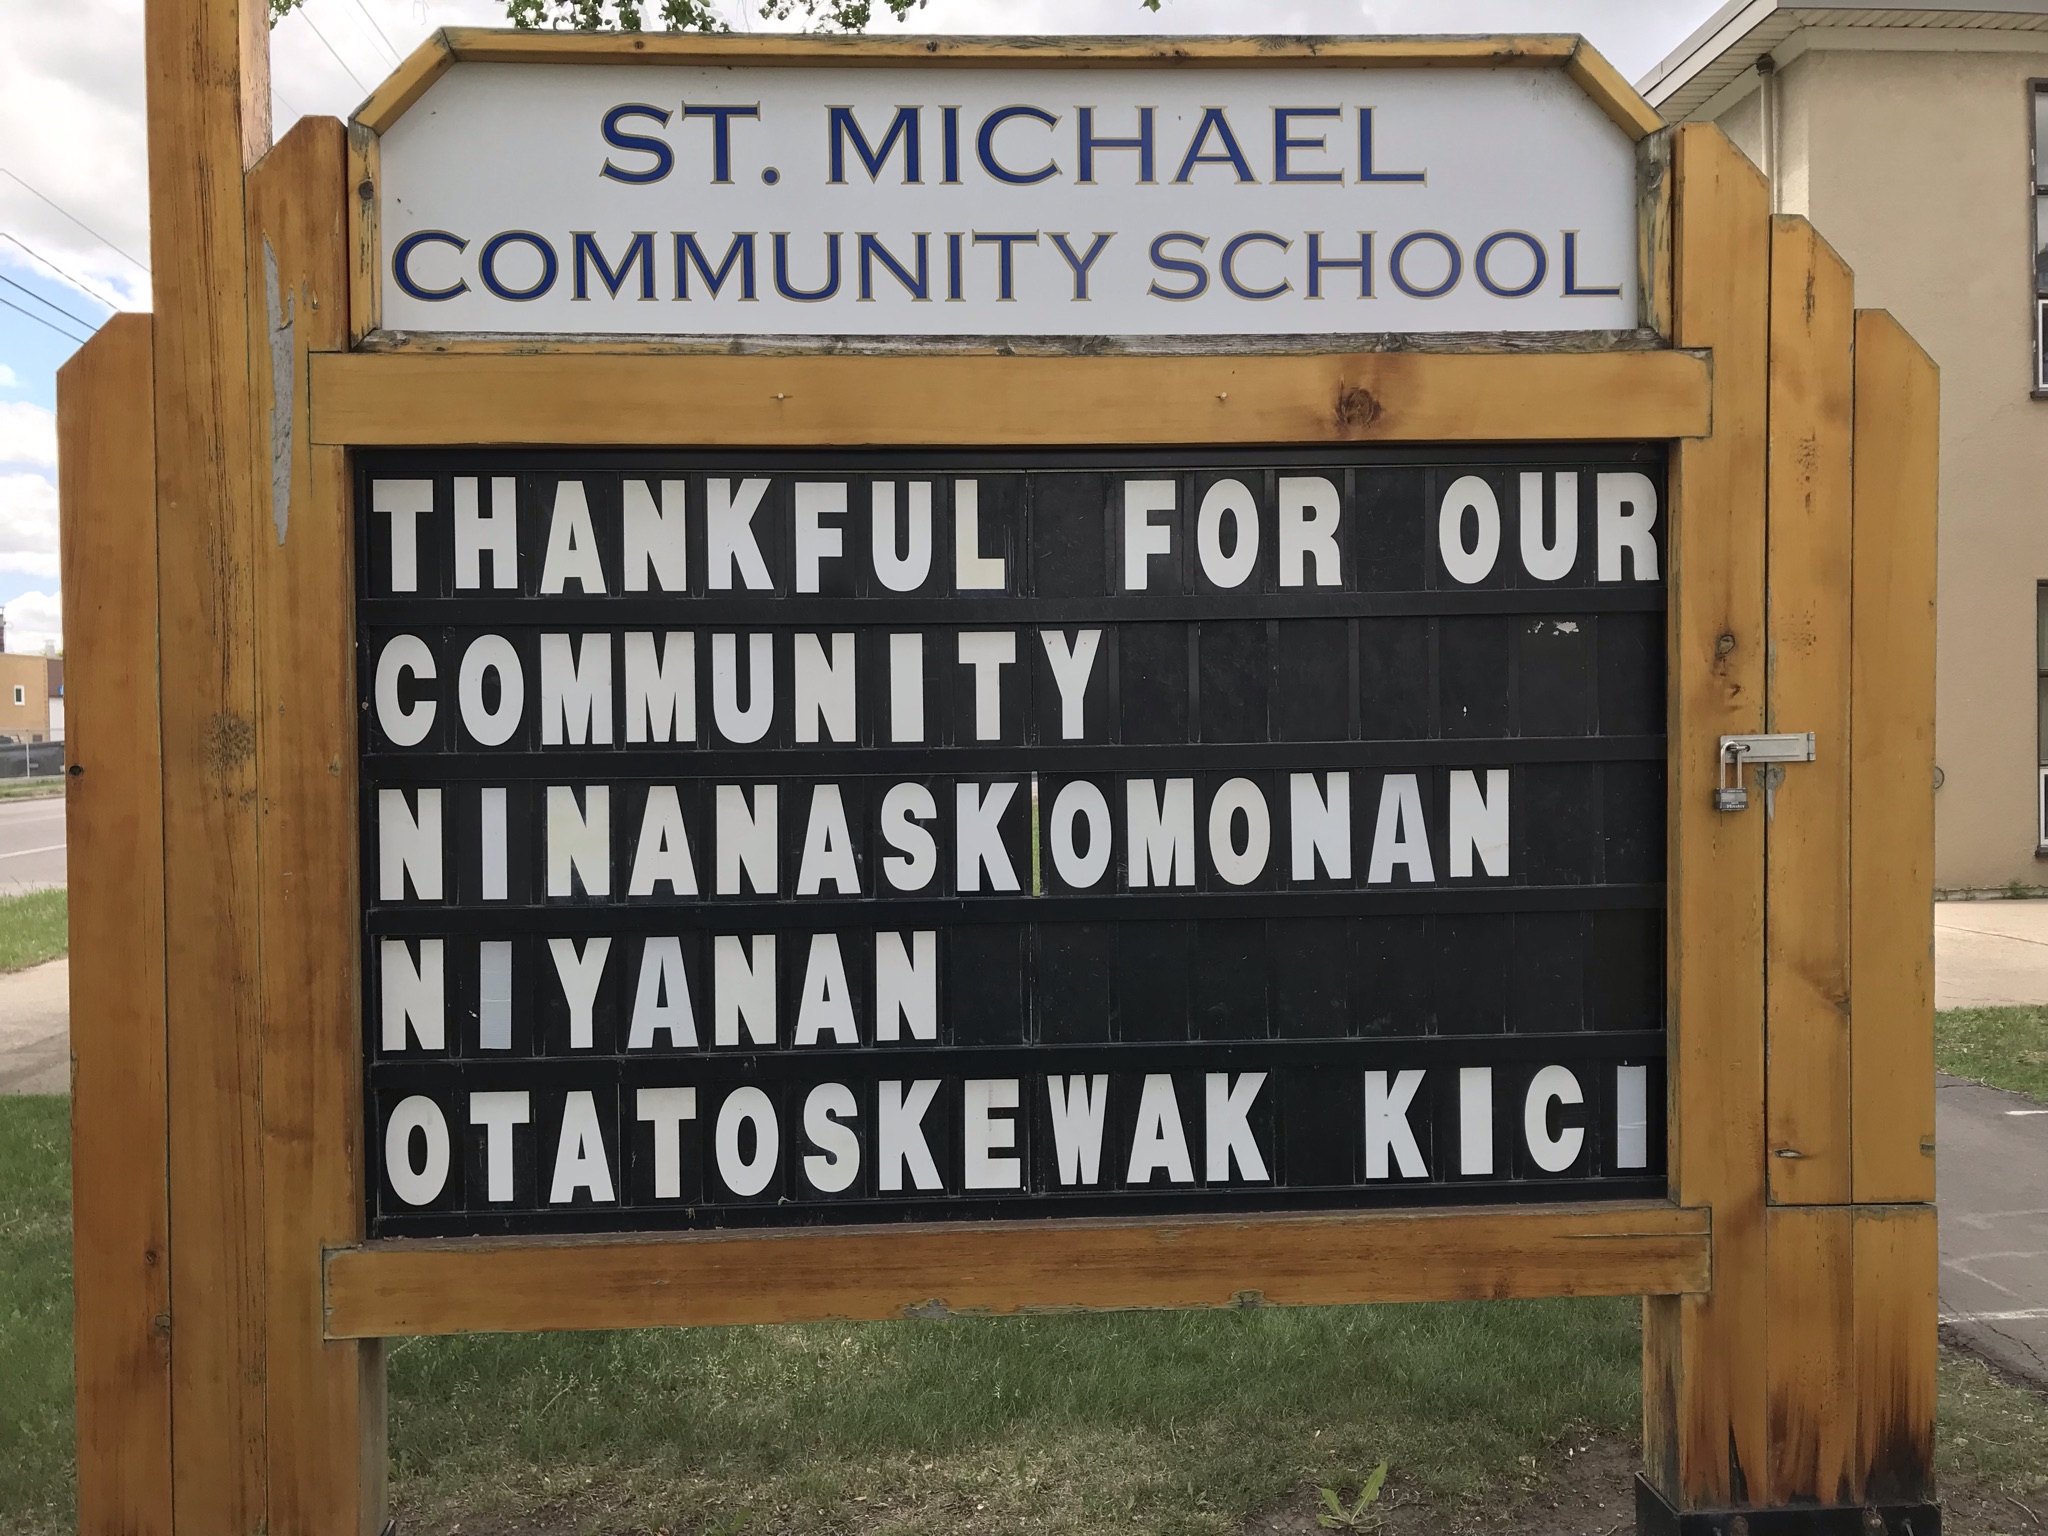 ST. MICHAEL
COMMUNITY SCHOOL
THANKFUL FOR OUR
COMMUNITY
NINANASKOMONAN
NIYANAN
OTATOSKEWAK KICI